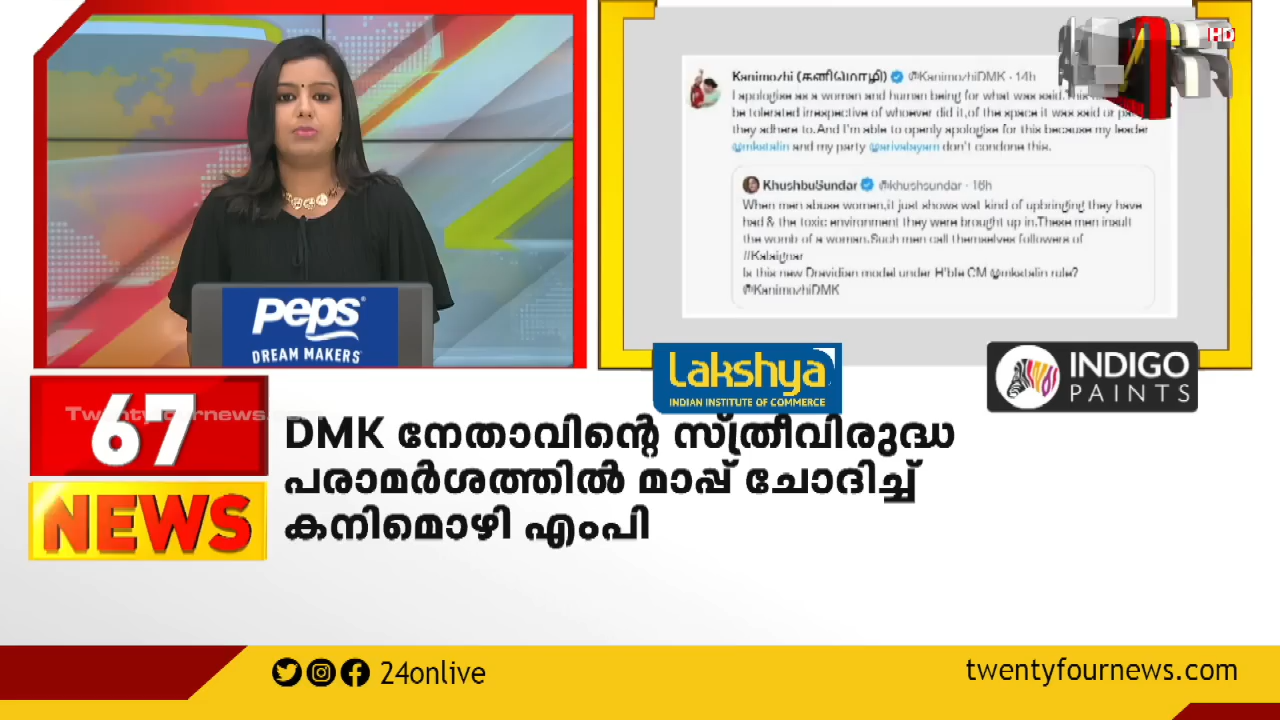 HD
Kanimozhi (கனிமொழி) @KanimozhiDMK · 14h
I apologise as a woman and human being for what was said.This
be tolerated irrespective of whoever did it,of the space it was said or party
they adhere to.And I'm able to openly apologise for this because my leader
@mkstalin and my party @arivalayam don't condone this.
KhushbuSundar @khushsundar · 16h
When men abuse women,it just shows wat kind of upbringing they have
had & the toxic environment they were brought up in.These men insult
the womb of a woman.Such men call themselves followers of
#Kalaignar
Is this new Dravidian model under H'ble CM @mkstalin rule?
@KanimozhiDMK
Peps
DREAM MAKERS
Lakshya
INDIAN INSTITUTE OF COMMERCE
INDIGO
PAINTS
Twentyfournews.com
67
NEWS
DMK നേതാവിന്റെ സ്ത്രീവിരുദ്ധ
പരാമർശത്തിൽ മാപ്പ് ചോദിച്ച്
കനിമൊഴി എംപി
24onlive
twentyfournews.com